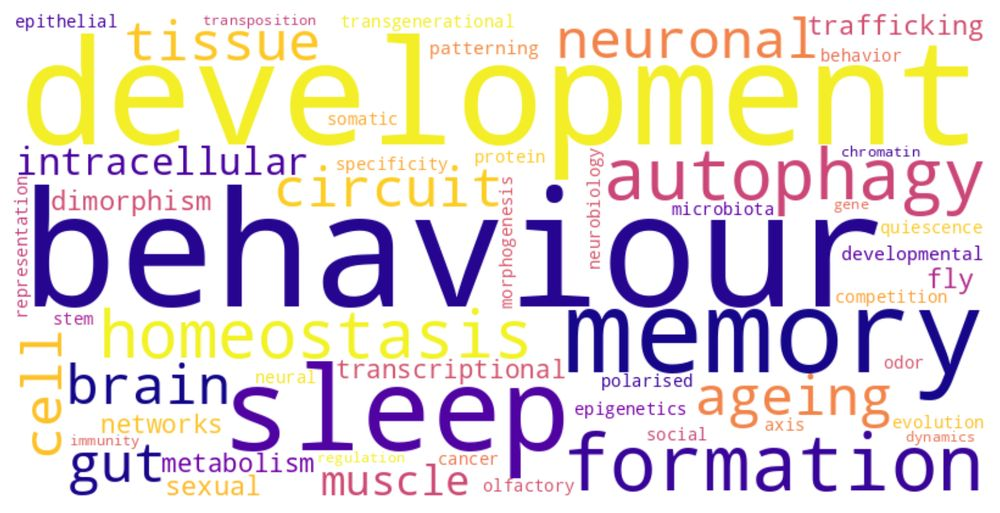 epithelial
transposition
transgenerational
tissue
neuronal
trafficking
patterning
behavior
development
somatic
intracellular
specificity
protein
neurobiology
chromatin
autophagy
circuit
dimorphism
representation
morphogenesis
microbiota
gene
quiescence
behaviour
developmental
fly
competition
stem
homeostasis
memory
cell
brain
neural
transcriptional
odor
polarised
ageing
sleep
networks
epigenetics
axis
evolution
immunity
social
dynamics
gut
metabolism
regulation
cancer
formation
sexual
muscle
olfactory